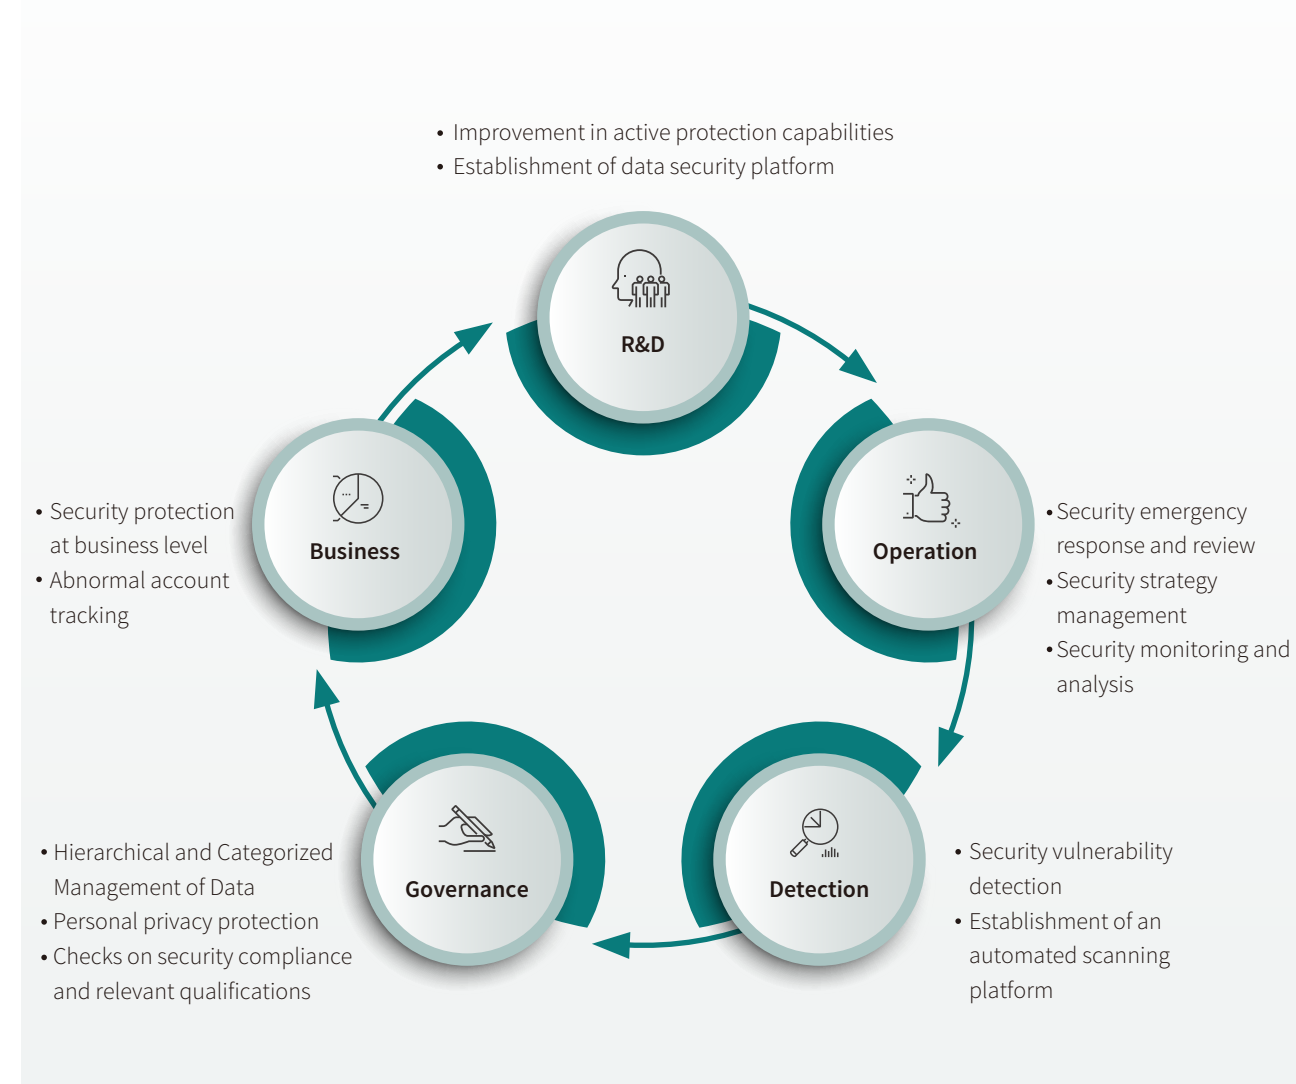 • Improvement in active protection capabilities
• Establishment of data security platform
R&D
Business
• Security protection
at business level
• Abnormal account
tracking
Operation
• Security emergency
response and review
• Security strategy
management
• Security monitoring and
analysis
Governance
• Hierarchical and Categorized
Management of Data
• Personal privacy protection
• Checks on security compliance
and relevant qualifications
Detection
• Security vulnerability
detection
• Establishment of an
automated scanning
platform